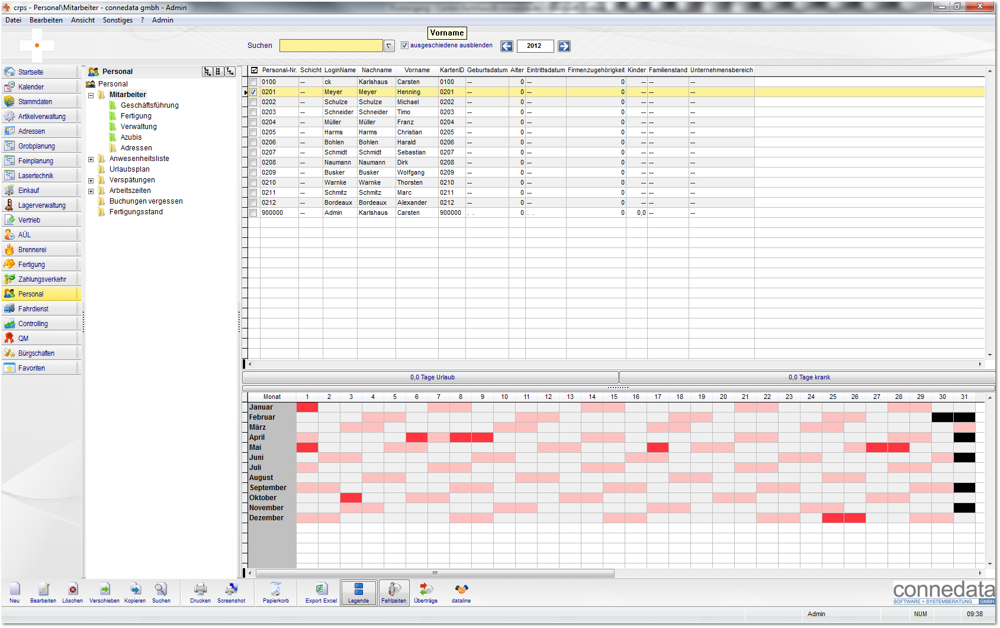 crps - Personal\Mitarbeiter - connedata gmbh - Admin
Datei Bearbeiten Ansicht Sonstiges ? Admin
Vorname
Suchen ausgeschiedene ausblenden 2012
Startseite
Kalender
Stammdaten
Artikelverwaltung
Adressen
Grobplanung
Feinplanung
Lasertechnik
Einkauf
Lagerverwaltung
Vertrieb
AÜL
Brennerei
Fertigung
Zahlungsverkehr
Personal
Fahrdienst
Controlling
QM
Bürgschaften
Favoriten
Personal
Personal
Mitarbeiter
Geschäftsführung
Fertigung
Verwaltung
Azubis
Adressen
Anwesenheitsliste
Urlaubsplan
Verspätungen
Arbeitszeiten
Buchungen vergessen
Fertigungsstand
Personal-Nr. Schicht LoginName Nachname Vorname KartenID Geburtsdatum Alter Eintrittsdatum Firmenzugehörigkeit Kinder Familienstand Unternehmensbereich
0100 -- ck Karlshaus Carsten 0100 -- 0 -- 0 -- -- --
0201 -- Meyer Meyer Henning 0201 -- 0 -- 0 -- -- --
0202 -- Schulze Schulze Michael 0202 -- 0 -- 0 -- -- --
0203 -- Schneider Schneider Timo 0203 -- 0 -- 0 -- -- --
0204 -- Müller Müller Franz 0204 -- 0 -- 0 -- -- --
0205 -- Harms Harms Christian 0205 -- 0 -- 0 -- -- --
0206 -- Bohlen Bohlen Harald 0206 -- 0 -- 0 -- -- --
0207 -- Schmidt Schmidt Sebastian 0207 -- 0 -- 0 -- -- --
0208 -- Naumann Naumann Dirk 0208 -- 0 -- 0 -- -- --
0209 -- Busker Busker Wolfgang 0209 -- 0 -- 0 -- -- --
0210 -- Warnke Warnke Thorsten 0210 -- 0 -- 0 -- -- --
0211 -- Schmitz Schmitz Marc 0211 -- 0 -- 0 -- -- --
0212 -- Bordeaux Bordeaux Alexander 0212 -- 0 -- 0 -- -- --
900000 -- Admin Karlshaus Carsten 900000 . . 0 . . 0 0,0 -- --
0,0 Tage Urlaub 0,0 Tage krank
Monat 1 2 3 4 5 6 7 8 9 10 11 12 13 14 15 16 17 18 19 20 21 22 23 24 25 26 27 28 29 30 31
Januar
Februar
März
April
Mai
Juni
Juli
August
September
Oktober
November
Dezember
Neu Bearbeiten Löschen Verschieben Kopieren Suchen Drucken Screenshot Papierkorb Export Excel Legende Fehlzeiten Überträge dataline
connedata
SOFTWARE + SYSTEMBERATUNG GMBH
Admin NUM 09:38